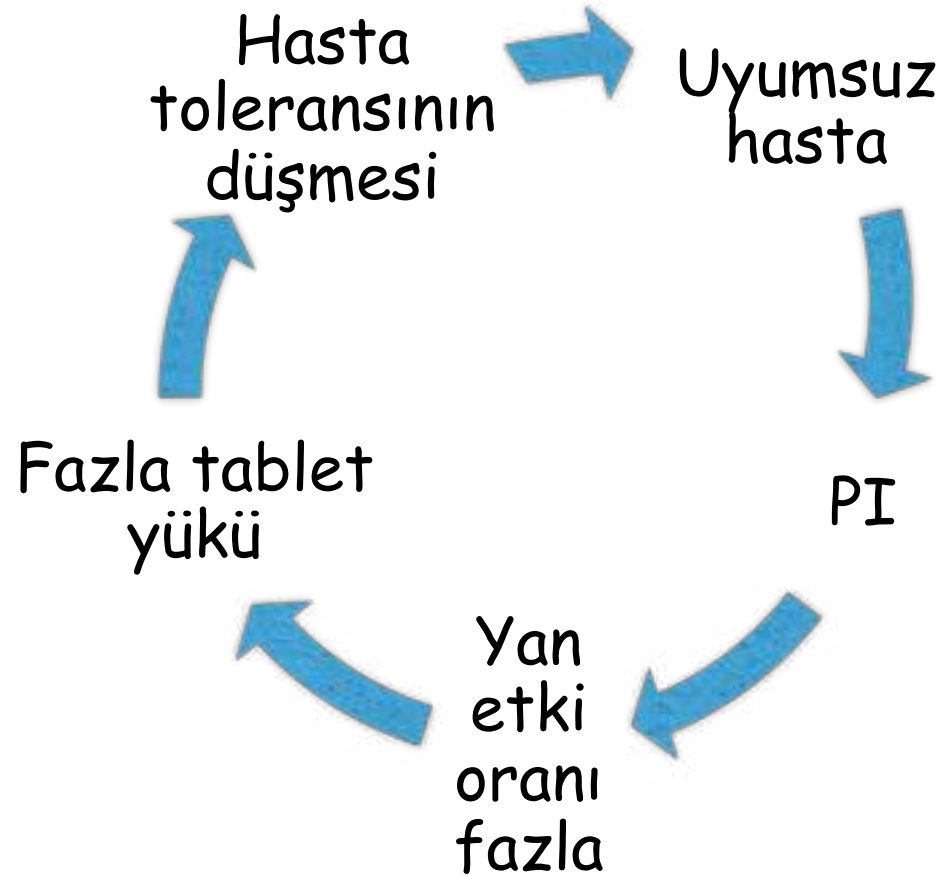 Hasta
toleransının
düşmesi
Uyumsuz
hasta
PI
Yan
etki
oranı
fazla
Fazla tablet
yükü